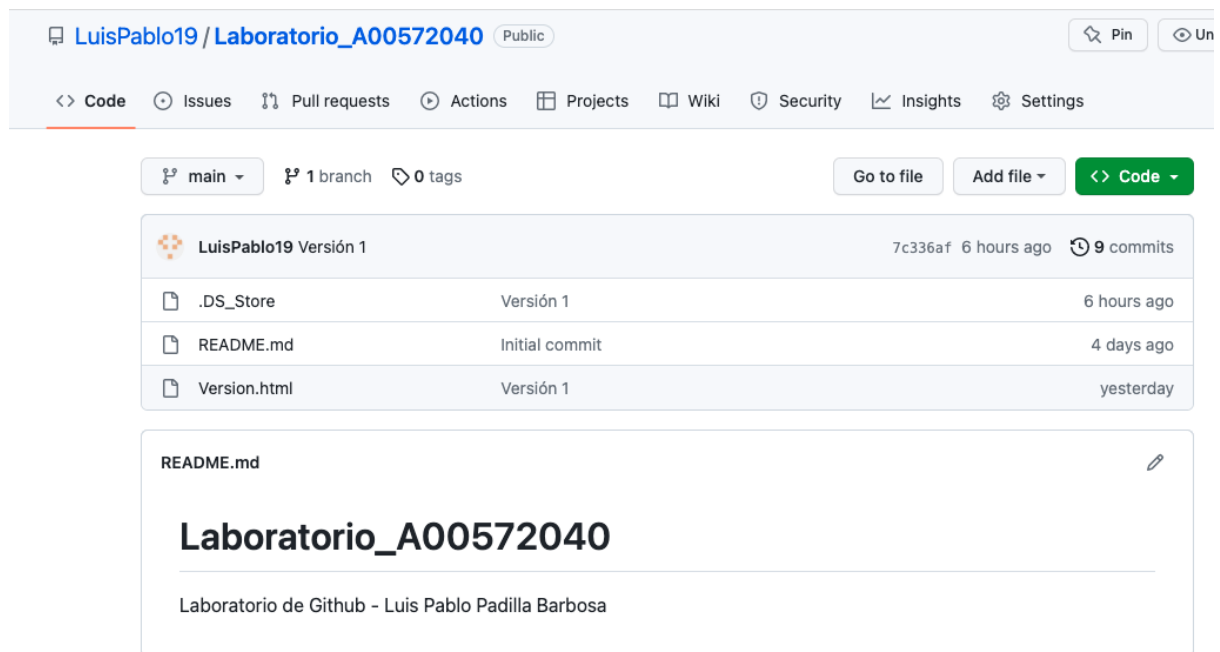 LuisPablo19 / Laboratorio_A00572040 Public Pin
Code Issues Pull requests Actions Projects Wiki Security Insights Settings
main 1 branch 0 tags Go to file Add file Code
LuisPablo19 Versión 1 7c336af 6 hours ago 9 commits
.DS_Store Versión 1 6 hours ago
README.md Initial commit 4 days ago
Version.html Versión 1 yesterday
README.md
Laboratorio_A00572040
Laboratorio de Github - Luis Pablo Padilla Barbosa